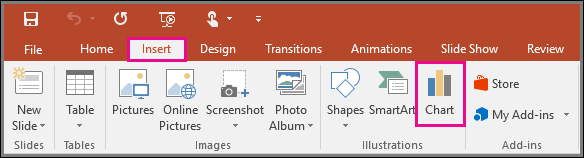 File Home Insert Design Transitions Animations Slide Show Review
New
Slide
Table
Pictures
Online
Pictures
Screenshot
Photo
Album
Shapes
SmartArt
Chart
Store
My Add-ins
Slides Tables Images Illustrations Add-ins